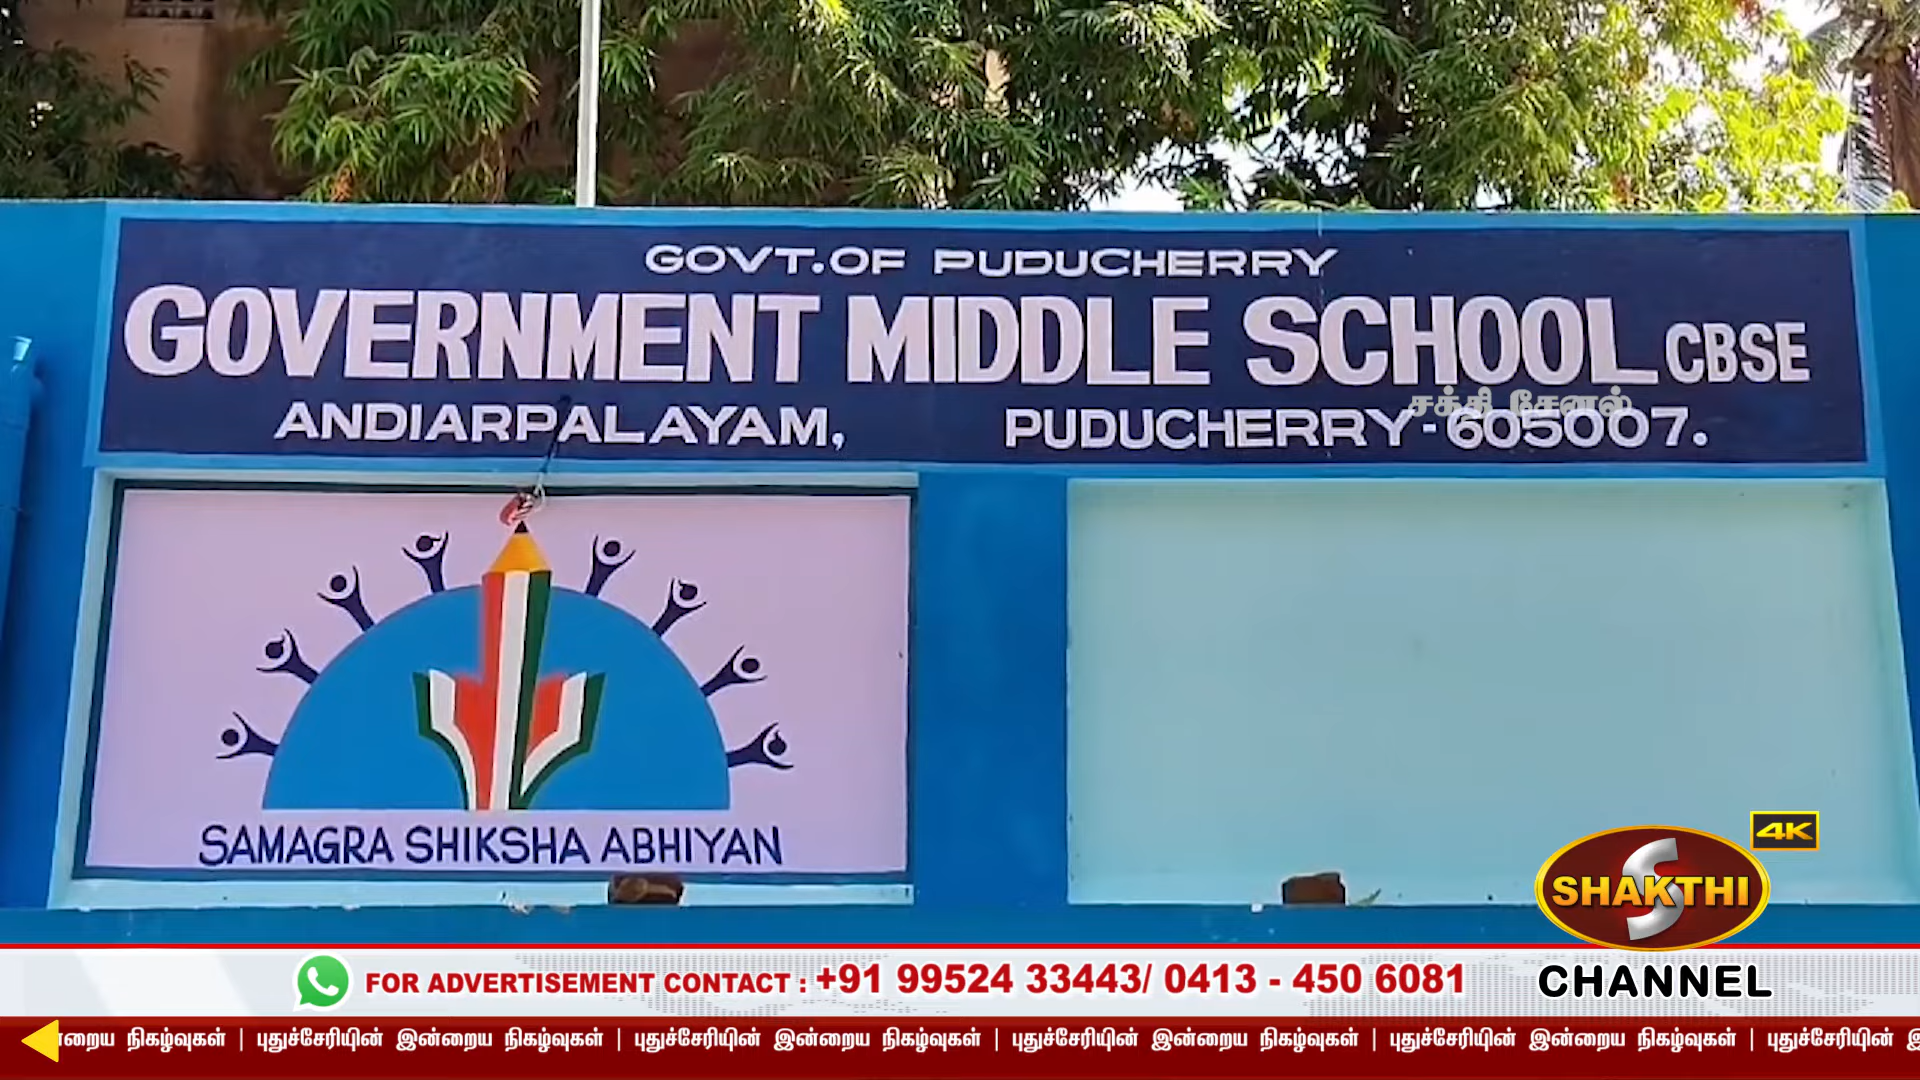 GOVT.OF PUDUCHERRY
GOVERNMENT MIDDLE SCHOOL CBSE
ANDIARPALAYAM, PUDUCHERRY-605007.
சக்தி சேனல்
SAMAGRA SHIKSHA ABHIYAN
4K
S
SHAKTHI
CHANNEL
FOR ADVERTISEMENT CONTACT : +91 99524 33443/ 0413 - 450 6081
நிகழ்வுகள் | புதுச்சேரியின் இன்றைய நிகழ்வுகள் | புதுச்சேரியின் இன்றைய நிகழ்வுகள் | புதுச்சேரியின் இன்றைய நிகழ்வுகள் | புதுச்சேரியின் இன்றைய நிகழ்வுகள் | புதுச்சேரியின்